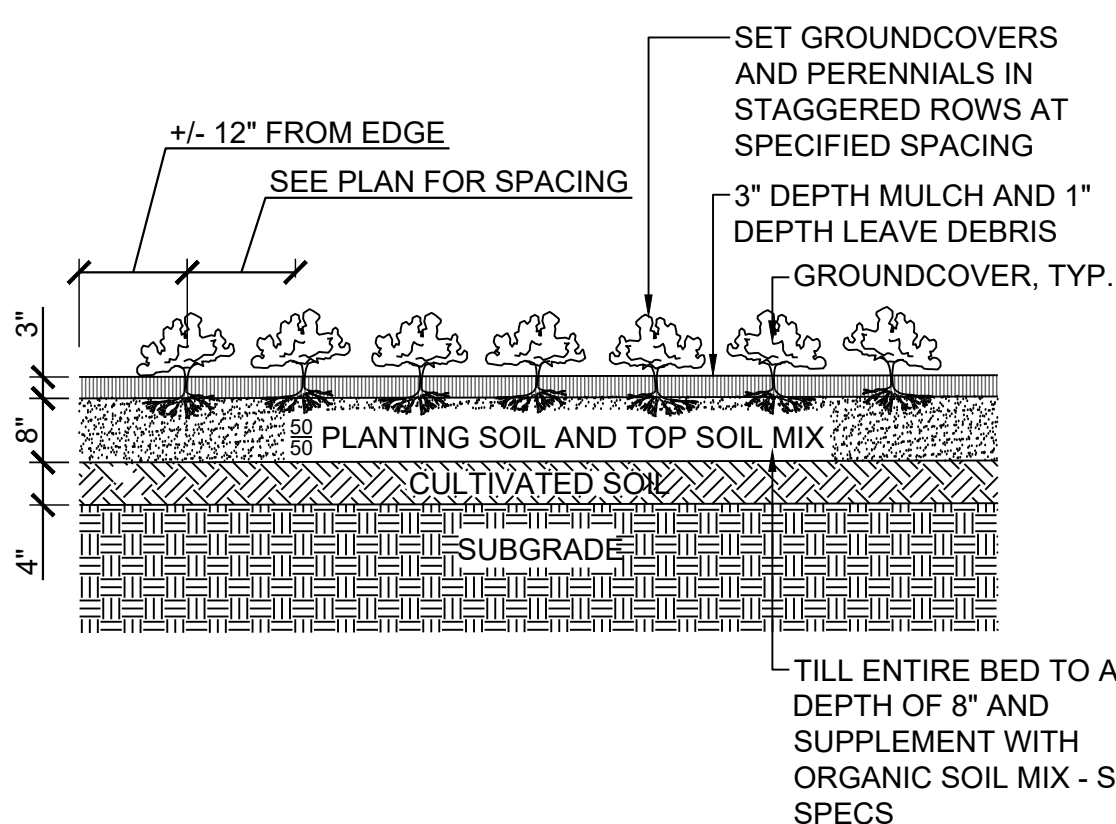 SET GROUNDCOVERS
AND PERENNIALS IN
STAGGERED ROWS AT
SPECIFIED SPACING
+/- 12" FROM EDGE
SEE PLAN FOR SPACING
3" DEPTH MULCH AND 1"
DEPTH LEAVE DEBRIS
GROUNDCOVER, TYP.
3"
8"
4"
50
50
PLANTING SOIL AND TOP SOIL MIX
CULTIVATED SOIL
SUBGRADE
TILL ENTIRE BED TO A
DEPTH OF 8" AND
SUPPLEMENT WITH
ORGANIC SOIL MIX - S
SPECS